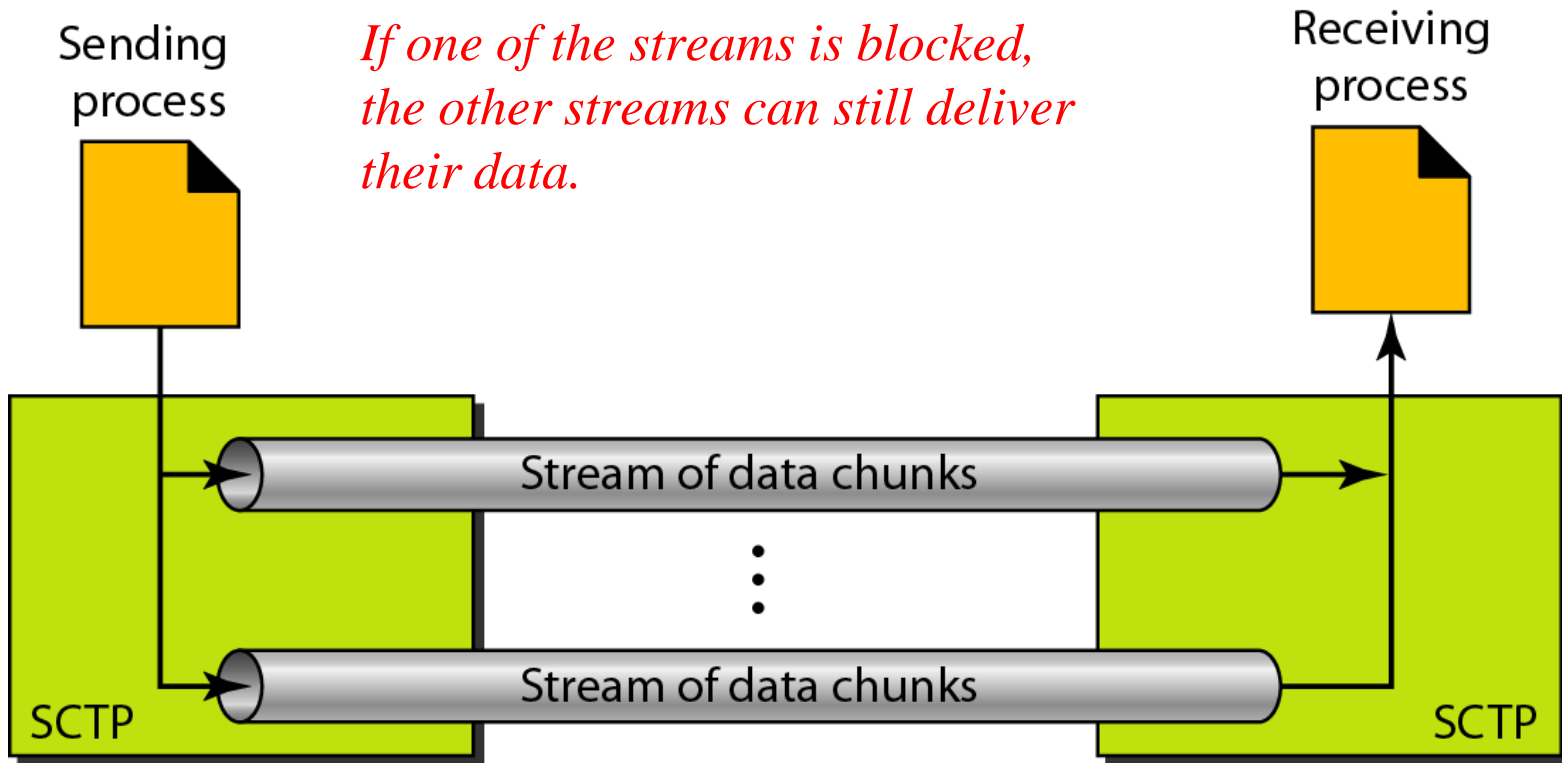 Sending
process
If one of the streams is blocked,
the other streams can still deliver
their data.
Receiving
process
Stream of data chunks
Stream of data chunks
SCTP
SCTP